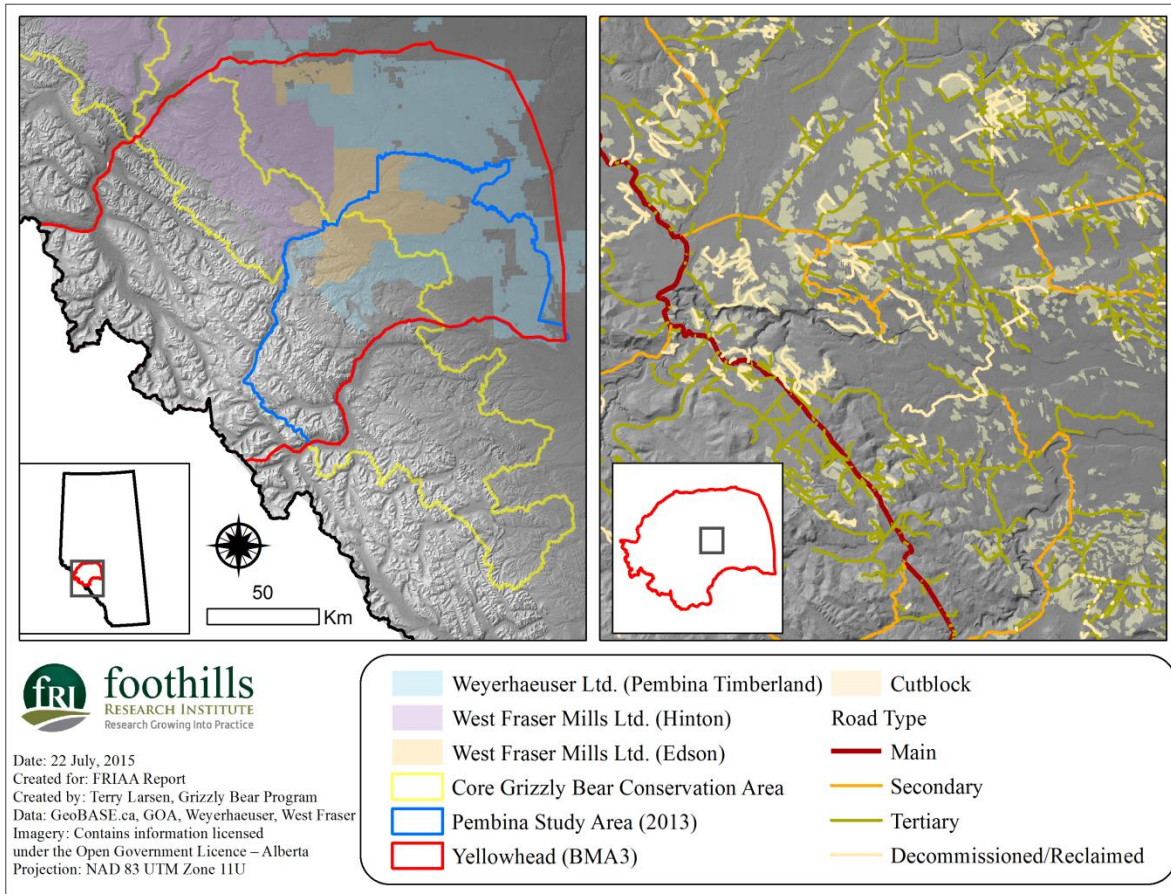 50
Km
fRI
foothills
RESEARCH INSTITUTE
Research Growing Into Practice
Date: 22 July, 2015
Created for: FRIAA Report
Created by: Terry Larsen, Grizzly Bear Program
Data: GeoBASE.ca, GOA, Weyerhaeuser, West Fraser
Imagery: Contains information licensed
under the Open Government Licence – Alberta
Projection: NAD 83 UTM Zone 11U
Weyerhaeuser Ltd. (Pembina Timberland)
West Fraser Mills Ltd. (Hinton)
West Fraser Mills Ltd. (Edson)
Core Grizzly Bear Conservation Area
Pembina Study Area (2013)
Yellowhead (BMA3)
Cutblock
Road Type
Main
Secondary
Tertiary
Decommissioned/Reclaimed